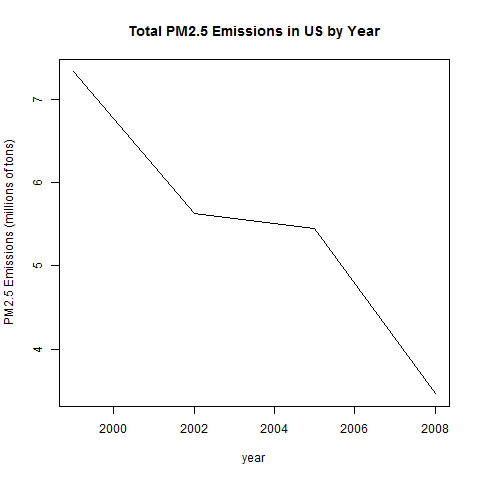 Total PM2.5 Emissions in US by Year
PM2.5 Emissions (millions of tons)
7
6
5
4
2000 2002 2004 2006 2008
year